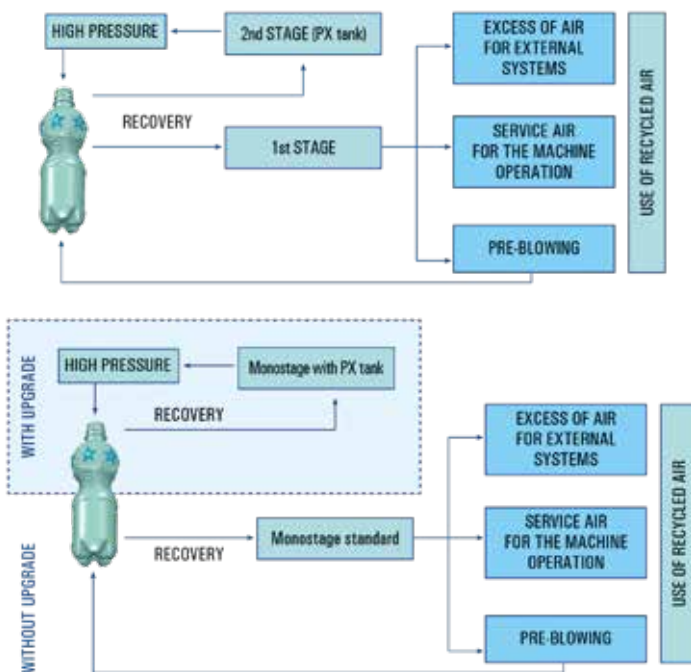 HIGH PRESSURE
2nd STAGE (PX tank)
EXCESS OF AIR
FOR EXTERNAL
SYSTEMS
RECOVERY
1st STAGE
SERVICE AIR
FOR THE MACHINE
OPERATION
PRE-BLOWING
USE OF RECYCLED AIR
WITH UPGRADE
HIGH PRESSURE
Monostage with PX tank
RECOVERY
EXCESS OF AIR
FOR EXTERNAL
SYSTEMS
WITHOUT UPGRADE
RECOVERY
Monostage standard
SERVICE AIR
FOR THE MACHINE
OPERATION
PRE-BLOWING
USE OF RECYCLED AIR